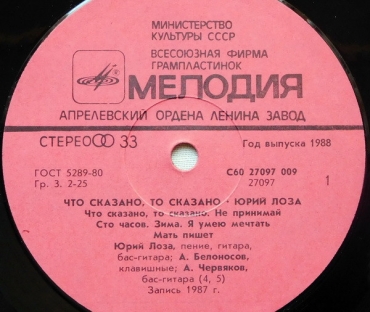 МИНИСТЕРСТВО
КУЛЬТУРЫ СССР
ВСЕСОЮЗНАЯ ФИРМА
ГРАМПЛАСТИНОК
МЕЛОДИЯ
АПРЕЛЕВСКИЙ ОРДЕНА ЛЕНИНА ЗАВОД
СТЕРЕО 33
Год выпуска 1988
ГОСТ 5289-80
Гр. 3. 2-25
С60 27097 009
27097
1
ЧТО СКАЗАНО, ТО СКАЗАНО - ЮРИЙ ЛОЗА
Что сказано, то сказано. Не принимай
Сто часов. Зима. Я умею мечтать
Мать пишет
Юрий Лоза, пение, гитара,
бас-гитара; А. Белоносов,
клавишные; А. Червяков,
бас-гитара (4, 5)
Запись 1987 г.